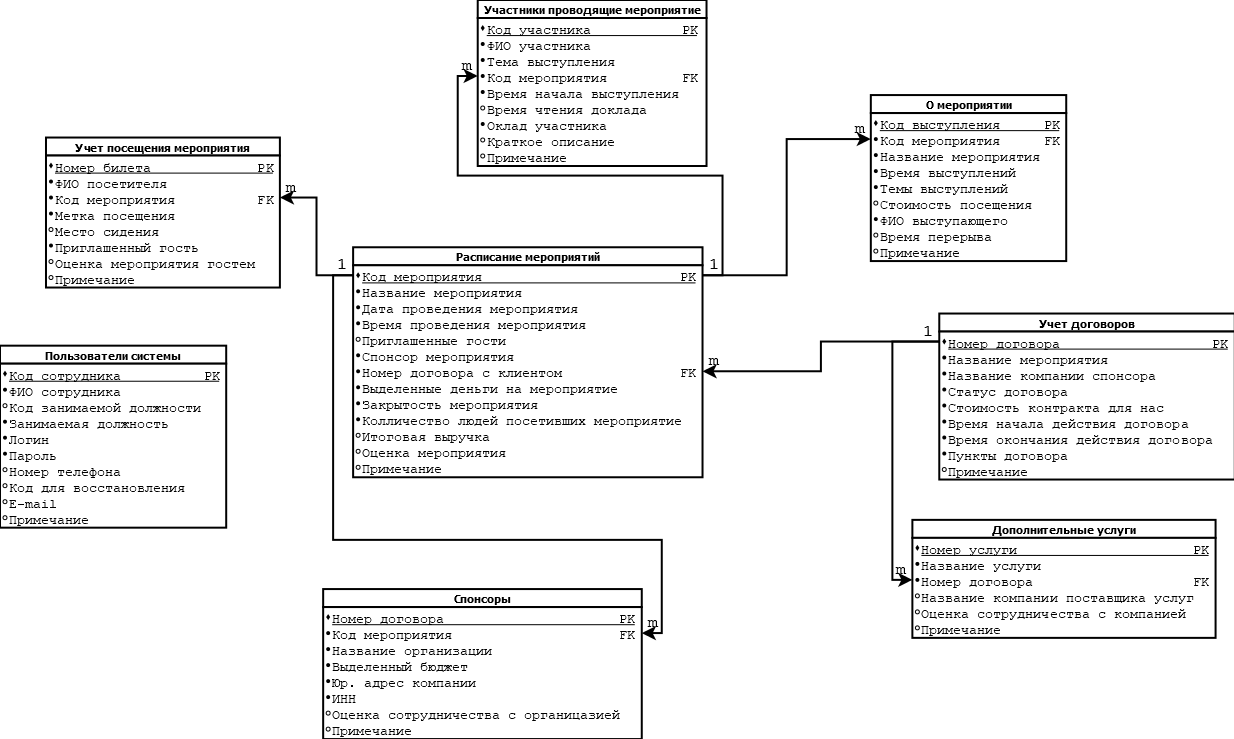 Участники проводящие мероприятие
Код участника PK
ФИО участника
Тема выступления
Код мероприятия FK
Время начала выступления
Время чтения доклада
Оклад участника
Краткое описание
Примечание
m
О мероприятии
Код выступления PK
Код мероприятия FK
Название мероприятия
Время выступлений
Темы выступлений
Стоимость посещения
ФИО выступающего
Время перерыва
Примечание
m
Учет посещения мероприятия
Номер билета PK
ФИО посетителя
Код мероприятия FK
Метка посещения
Место сидения
Приглашенный гость
Оценка мероприятия гостем
Примечание
m
1
Расписание мероприятий
Код мероприятия PK
Название мероприятия
Дата проведения мероприятия
Время проведения мероприятия
Приглашенные гости
Спонсор мероприятия
Номер договора с клиентом FK
Выделенные деньги на мероприятие
Закрытость мероприятия
Колличество людей посетивших мероприятие
Итоговая выручка
Оценка мероприятия
Примечание
1
m
1
Учет договоров
Номер договора PK
Название мероприятия
Название компании спонсора
Статус договора
Стоимость контракта для нас
Время начала действия договора
Время окончания действия договора
Пункты договора
Примечание
Пользователи системы
Код сотрудника PK
ФИО сотрудника
Код занимаемой должности
Занимаемая должность
Логин
Пароль
Номер телефона
Код для восстановления
E-mail
Примечание
Дополнительные услуги
Номер услуги PK
Название услуги
Номер договора FK
Название компании поставщика услуг
Оценка сотрудничества с компанией
Примечание
m
Спонсоры
Номер договора PK
Код мероприятия FK
Название организации
Выделенный бюджет
Юр. адрес компании
ИНН
Оценка сотрудничества с органицазией
Примечание
m